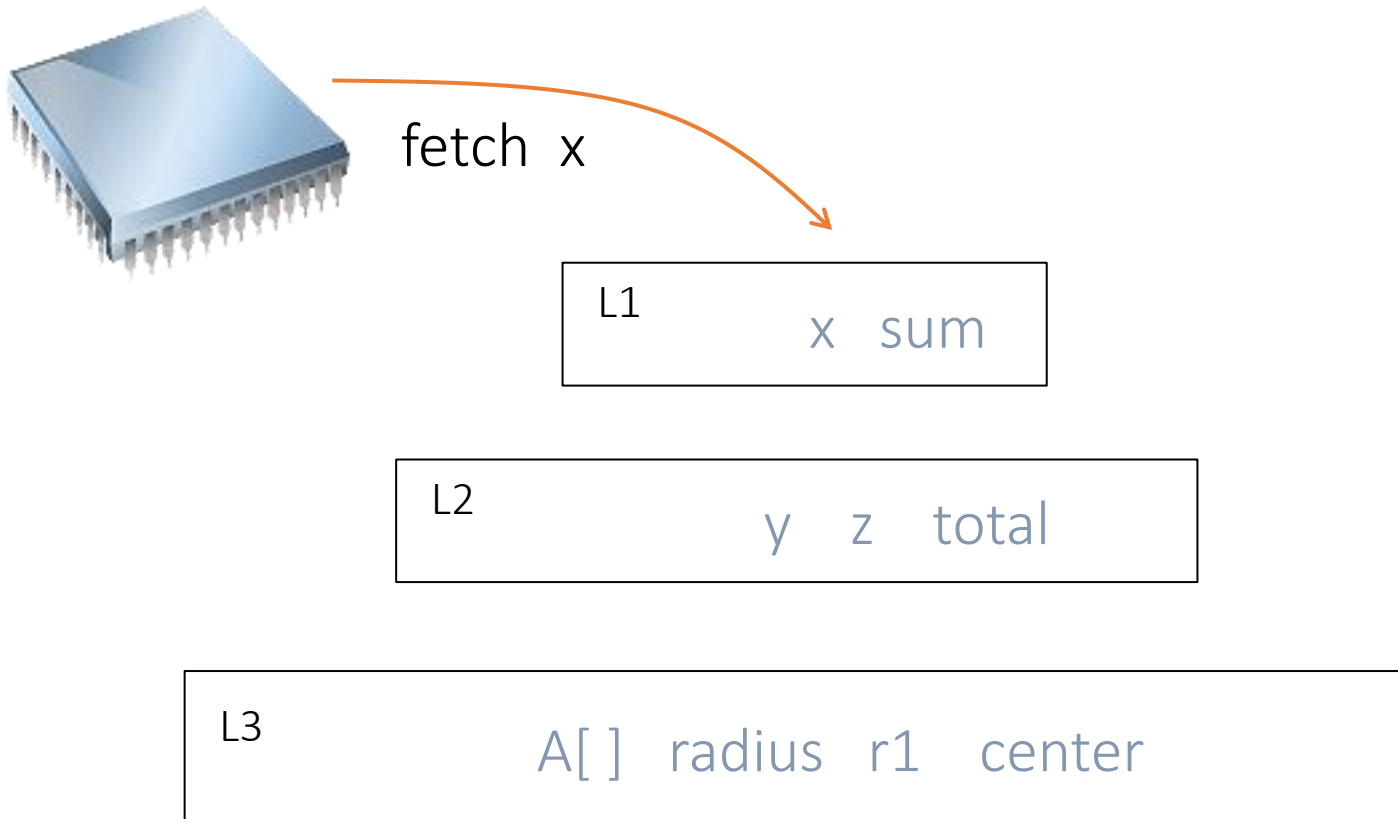 fetch x
L1
x sum
L2
y z total
L3
A[ ] radius r1 center